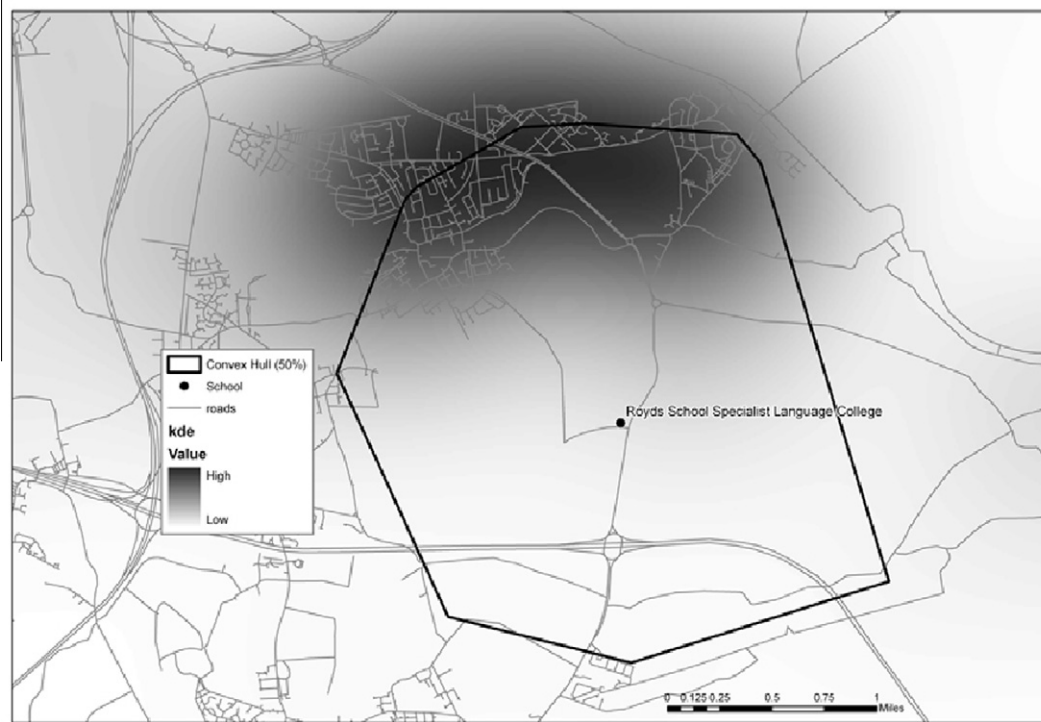 Convex Hull (50%)
School
roads
kde
Value
High
Low
Royds School Specialist Language College
0 0.125 0.25 0.5 0.75 1
Miles